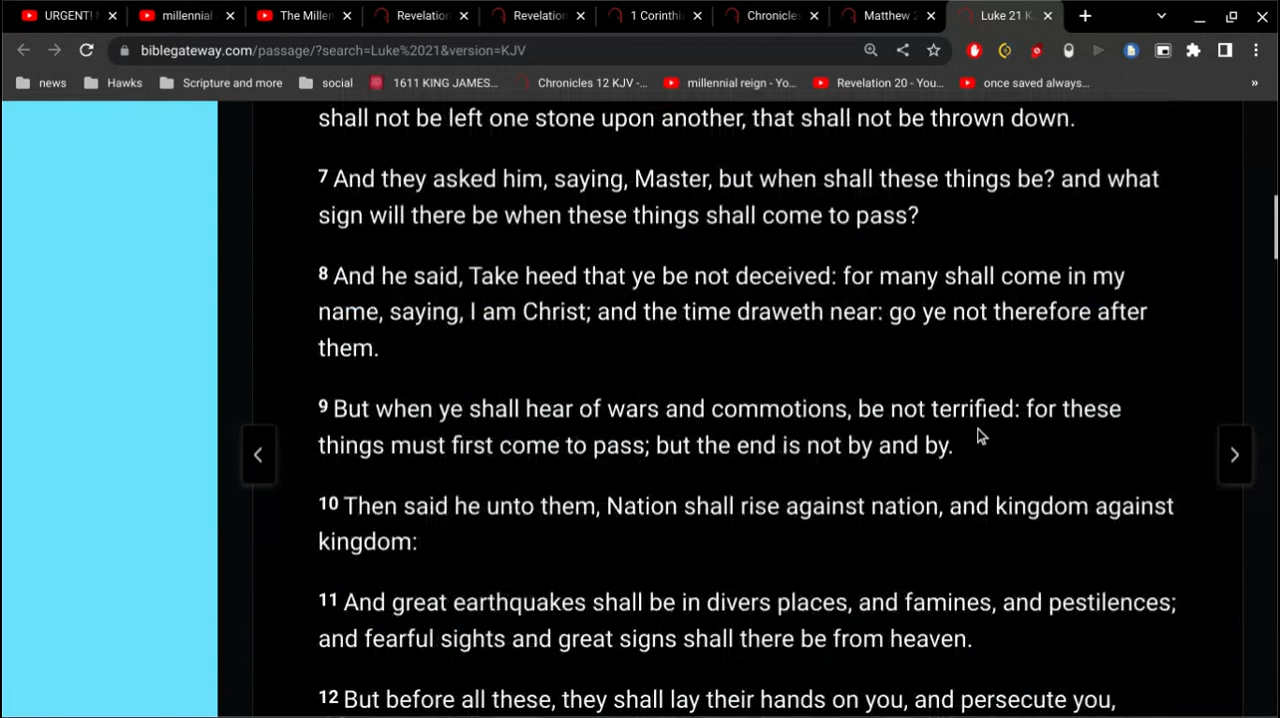 URGENT!
millennial
The Millen
Revelation
Revelation
1 Corinthi
Chronicles
Matthew 2
Luke 21 K
biblegateway.com/passage/?search=Luke%2021&version=KJV
news
Hawks
Scripture and more
social
1611 KING JAMES...
Chronicles 12 KJV -...
millennial reign - Yo...
Revelation 20 - You...
once saved always...
»
shall not be left one stone upon another, that shall not be thrown down.
7 And they asked him, saying, Master, but when shall these things be? and what
sign will there be when these things shall come to pass?
8 And he said, Take heed that ye be not deceived: for many shall come in my
name, saying, I am Christ; and the time draweth near: go ye not therefore after
them.
9 But when ye shall hear of wars and commotions, be not terrified: for these
things must first come to pass; but the end is not by and by.
10 Then said he unto them, Nation shall rise against nation, and kingdom against
kingdom:
11 And great earthquakes shall be in divers places, and famines, and pestilences;
and fearful sights and great signs shall there be from heaven.
12 But before all these, they shall lay their hands on you, and persecute you,